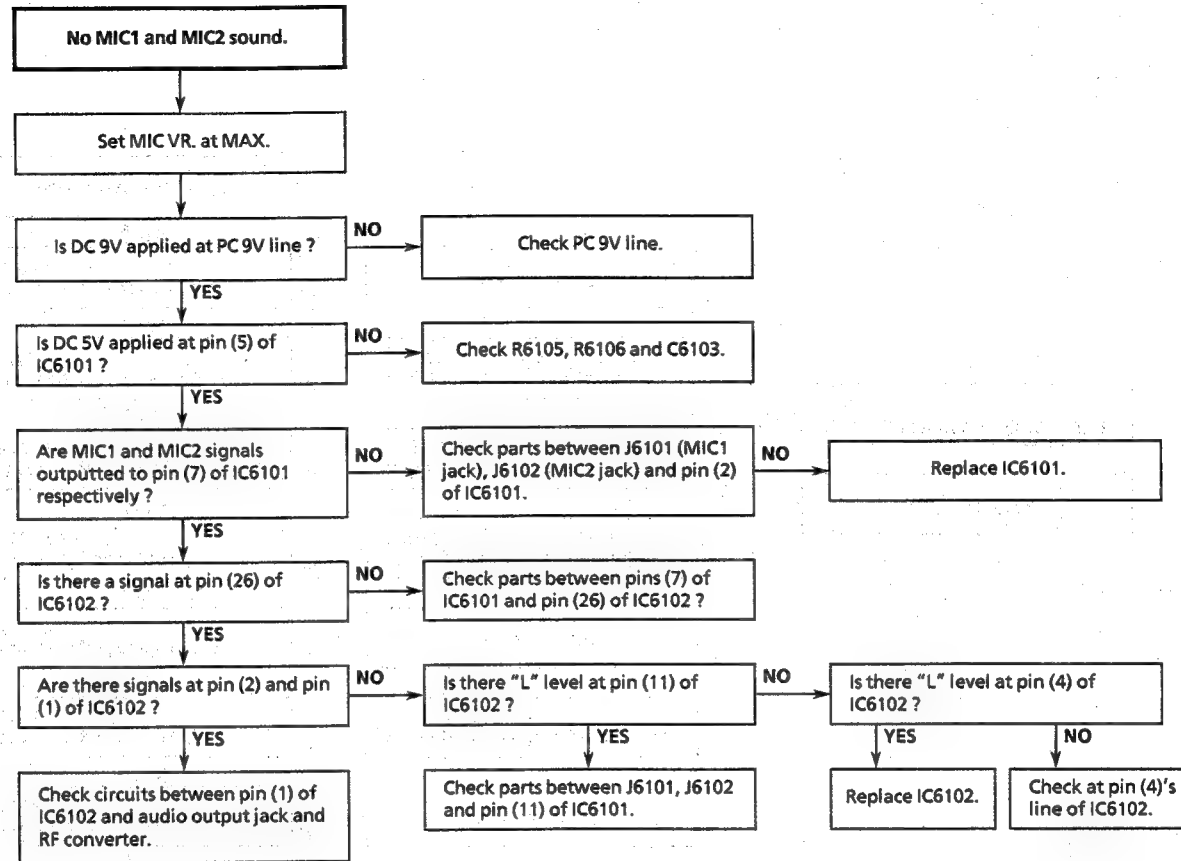 No MIC1 and MIC2 sound.
Set MIC VR. at MAX.
Is DC 9V applied at PC 9V line ?
NO
Check PC 9V line.
YES
Is DC 5V applied at pin (5) of
IC6101 ?
NO
Check R6105, R6106 and C6103.
YES
Are MIC1 and MIC2 signals
outputted to pin (7) of IC6101
respectively ?
NO
Check parts between J6101 (MIC1
jack), J6102 (MIC2 jack) and pin (2)
of IC6101.
NO
Replace IC6101.
YES
Is there a signal at pin (26) of
IC6102 ?
NO
Check parts between pins (7) of
IC6101 and pin (26) of IC6102 ?
YES
Are there signals at pin (2) and pin
(1) of IC6102 ?
NO
Is there "L" level at pin (11) of
IC6102 ?
NO
Is there "L" level at pin (4) of
IC6102 ?
YES
YES
YES
NO
Check circuits between pin (1) of
IC6102 and audio output jack and
RF converter.
Check parts between J6101, J6102
and pin (11) of IC6101.
Replace IC6102.
Check at pin (4)'s
line of IC6102.